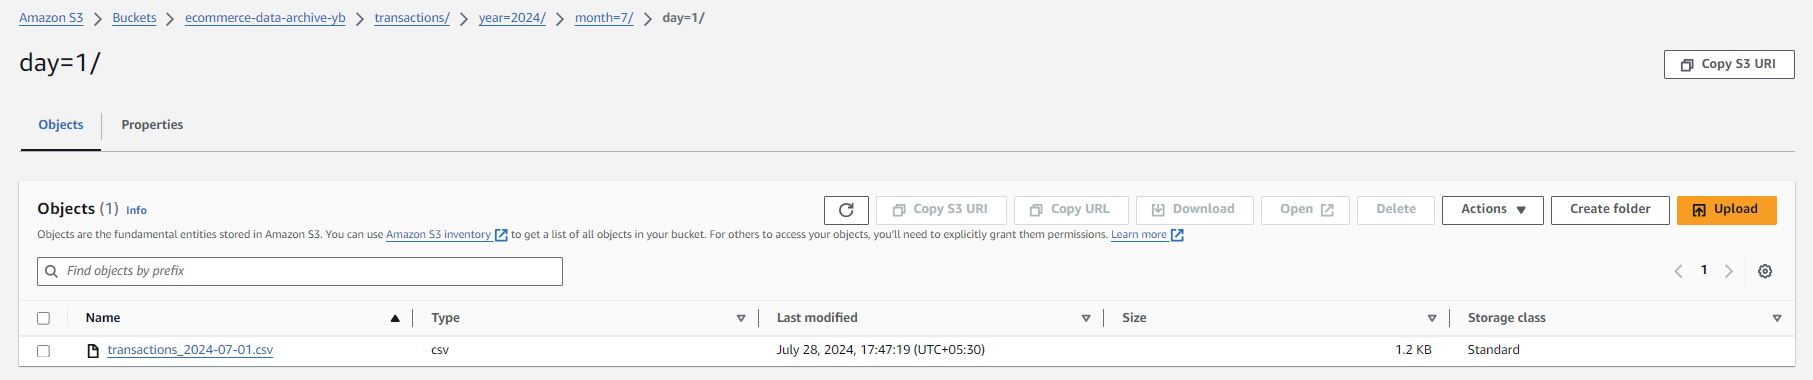 Amazon S3 > Buckets > ecommerce-data-archive-yb > transactions/ > year=2024/ > month=7/ > day=1/
day=1/
Copy S3 URI
Objects Properties
Objects (1) Info
Copy S3 URI Copy URL Download Open Delete Actions Create folder Upload
Objects are the fundamental entities stored in Amazon S3. You can use Amazon S3 inventory to get a list of all objects in your bucket. For others to access your objects, you'll need to explicitly grant them permissions. Learn more
Find objects by prefix
1
Name Type Last modified Size Storage class
transactions_2024-07-01.csv csv July 28, 2024, 17:47:19 (UTC+05:30) 1.2 KB Standard